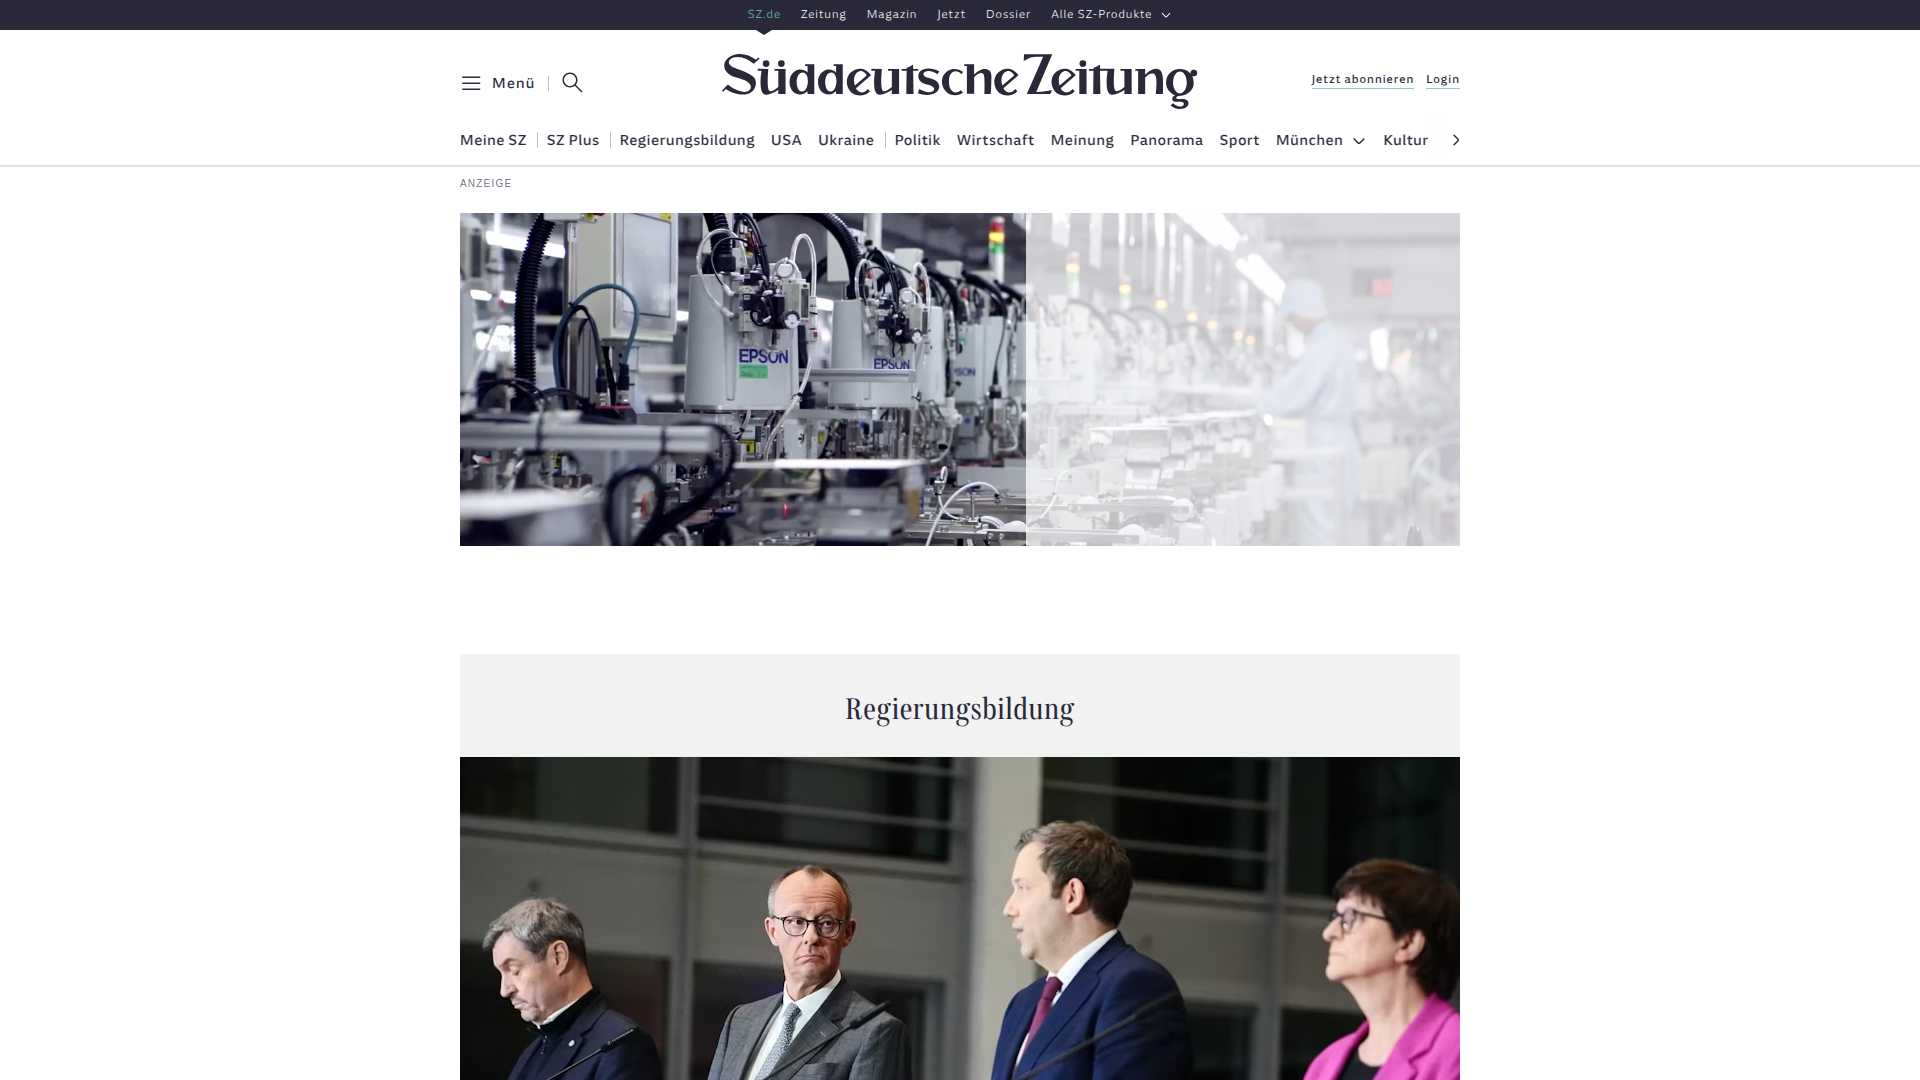 SZ.de Zeitung Magazin Jetzt Dossier Alle SZ-Produkte
Menü
Süddeutsche Zeitung
Jetzt abonnieren Login
Meine SZ SZ Plus Regierungsbildung USA Ukraine Politik Wirtschaft Meinung Panorama Sport München Kultur
ANZEIGE
EPSON
EPSON
Regierungsbildung